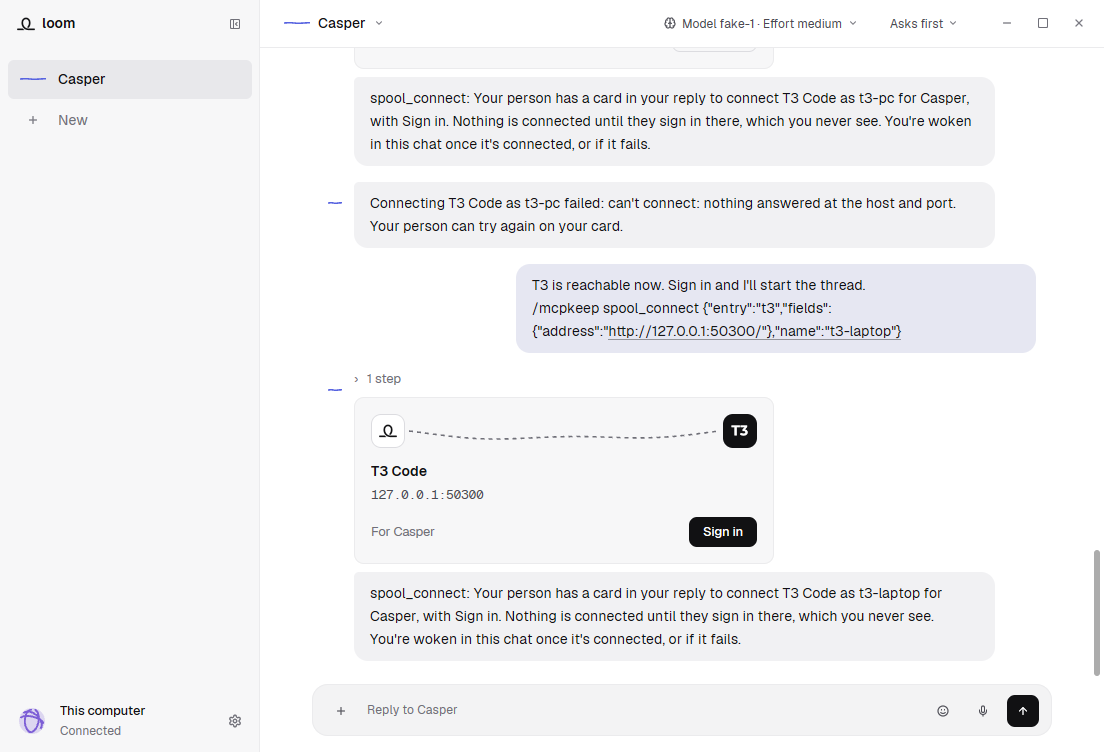 loom
Casper
Model fake-1 · Effort medium
Asks first
Casper
New
spool_connect: Your person has a card in your reply to connect T3 Code as t3-pc for Casper,
with Sign in. Nothing is connected until they sign in there, which you never see. You're woken
in this chat once it's connected, or if it fails.
Connecting T3 Code as t3-pc failed: can't connect: nothing answered at the host and port.
Your person can try again on your card.
T3 is reachable now. Sign in and I'll start the thread.
/mcpkeep spool_connect {"entry":"t3","fields":
{"address":"http://127.0.0.1:50300/"},"name":"t3-laptop"}
1 step
T3
T3 Code
127.0.0.1:50300
For Casper
Sign in
spool_connect: Your person has a card in your reply to connect T3 Code as t3-laptop for
Casper, with Sign in. Nothing is connected until they sign in there, which you never see.
You're woken in this chat once it's connected, or if it fails.
Reply to Casper
This computer
Connected